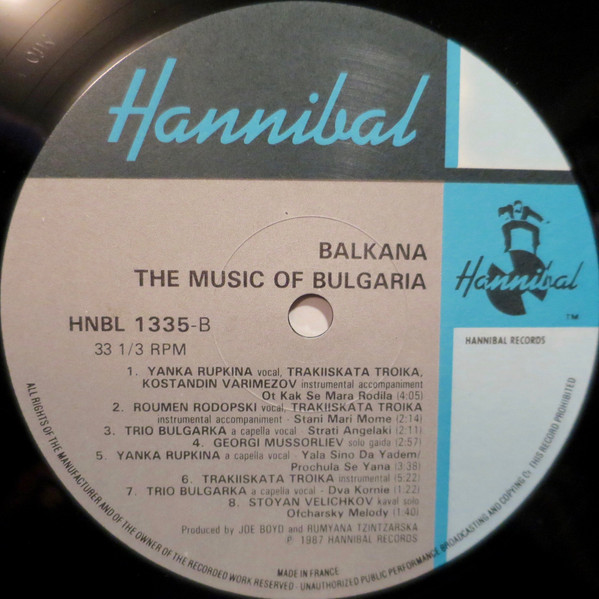 Hannibal
BALKANA
THE MUSIC OF BULGARIA
Hannibal
TM
HNBL 1335-B
HANNIBAL RECORDS
33 1/3 RPM
1. YANKA RUPKINA vocal, TRAKIISKATA TROIKA,
KOSTANDIN VARIMEZOV instrumental accompaniment
Ot Kak Se Mara Rodila (4:05)
2. ROUMEN RODOPSKI vocal, TRAKIISKATA TROIKA
instrumental accompaniment - Stani Mari Mome (2:14)
3. TRIO BULGARKA a capella vocal - Strati Angelaki (2:11)
4. GEORGI MUSSORLIEV solo gaida (2:57)
5. YANKA RUPKINA a capella vocal - Yala Sino Da Yadem/
Prochula Se Yana (3:38)
6. TRAKIISKATA TROIKA instrumental (5:22)
7. TRIO BULGARKA a capella vocal - Dva Kornie (1:22)
8. STOYAN VELICHKOV kaval solo
Ofcharsky Melody (1:40)
Produced by JOE BOYD and RUMYANA TZINTZARSKA
℗ 1987 HANNIBAL RECORDS
MADE IN FRANCE
ALL RIGHTS OF THE MANUFACTURER AND OF THE OWNER OF THE RECORDED WORK RESERVED - UNAUTHORIZED PUBLIC PERFORMANCE BROADCASTING AND COPYING OF THIS RECORD PROHIBITED